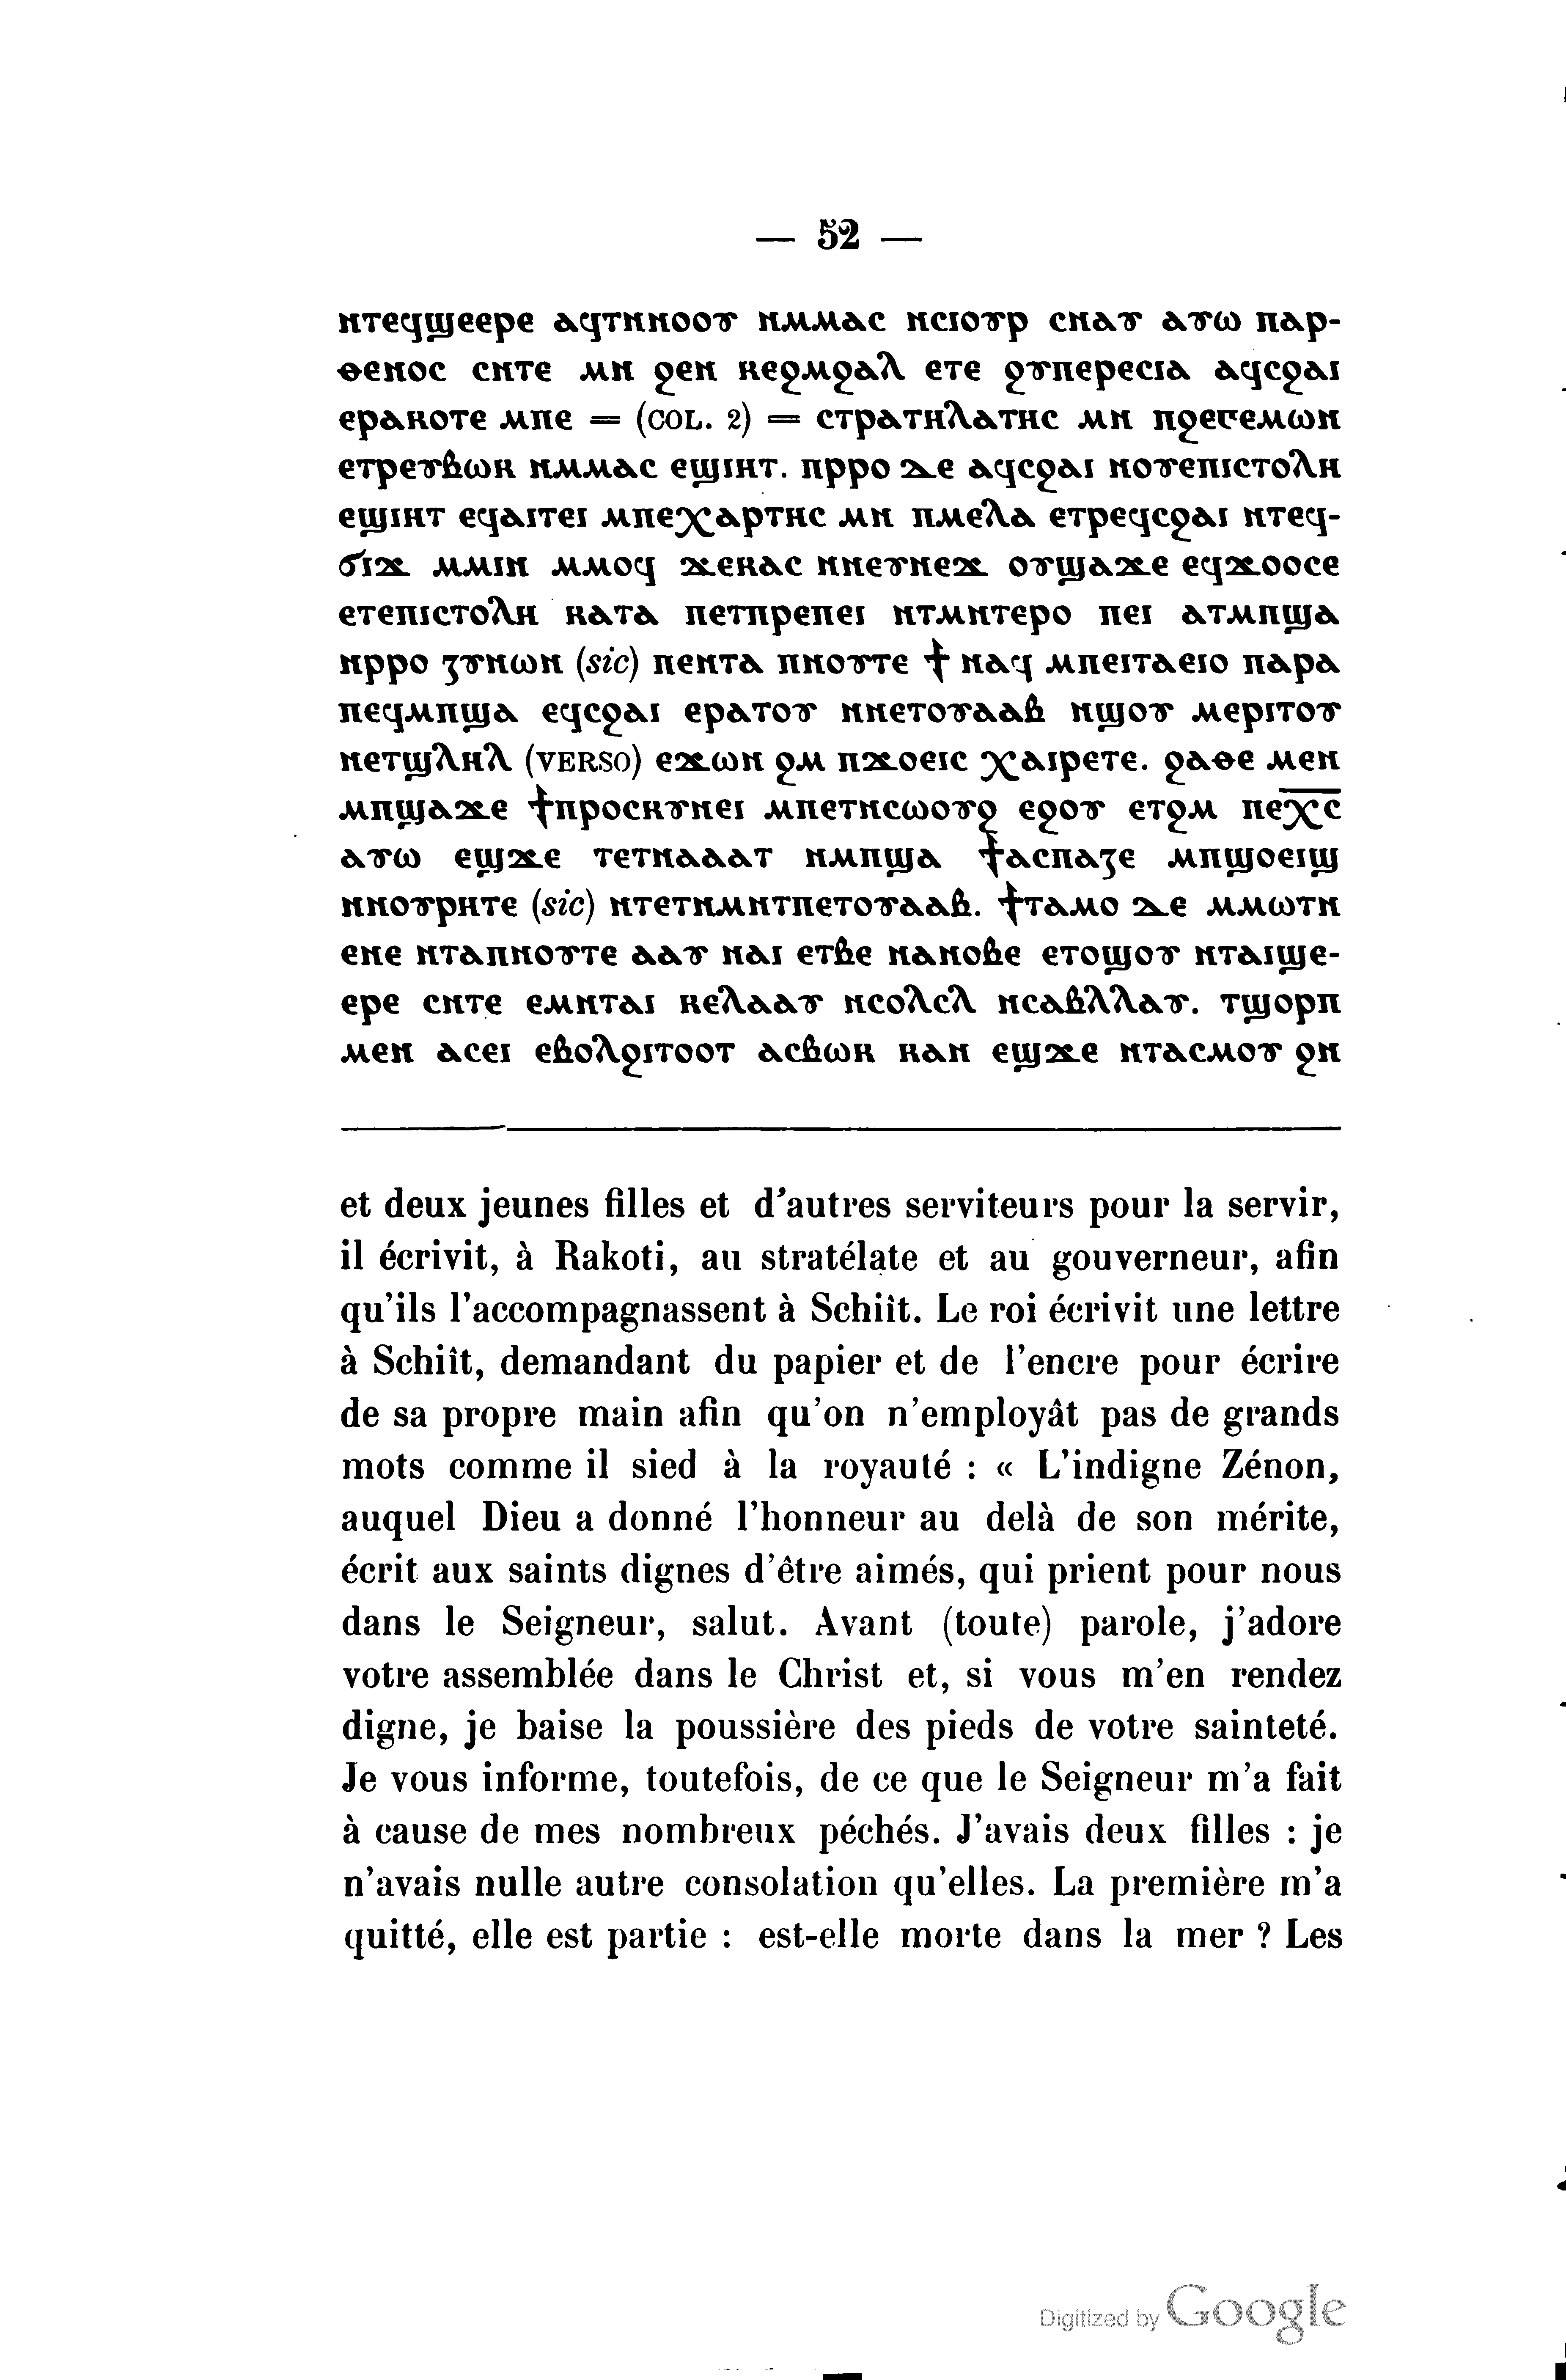 — 52 —
ⲛⲧⲉϥϣⲉⲉⲣⲉ ⲁϥⲧⲛⲛⲟⲟⲩ ⲛⲙⲙⲁⲥ ⲛⲥⲓⲟⲩⲣ ⲥⲛⲁⲩ ⲁⲩⲱ ⲡⲁⲣ-
ⲑⲉⲛⲟⲥ ⲥⲛⲧⲉ ⲙⲛ ϩⲉⲛ ⲕⲉϩⲙϩⲁⲗ ⲉⲧⲉ ϩⲩⲡⲉⲣⲉⲥⲓⲁ ⲁϥⲥϩⲁⲓ
ⲉⲣⲁⲕⲟⲧⲉ ⲙⲡⲉ = (COL. 2) = ⲥⲧⲣⲁⲧⲏⲗⲁⲧⲏⲥ ⲙⲛ ⲡϩⲉⲅⲉⲙⲱⲛ
ⲉⲧⲣⲉⲩⲃⲱⲕ ⲛⲙⲙⲁⲥ ⲉϣⲓⲏⲧ. ⲡⲣⲣⲟ ⲇⲉ ⲁϥⲥϩⲁⲓ ⲛⲟⲩⲉⲡⲓⲥⲧⲟⲗⲏ
ⲉϣⲓⲏⲧ ⲉϥⲁⲓⲧⲉⲓ ⲙⲡⲉⲭⲁⲣⲧⲏⲥ ⲙⲛ ⲡⲙⲉⲗⲁ ⲉⲧⲣⲉϥⲥϩⲁⲓ ⲛⲧⲉϥ-
ϭⲓϫ ⲙⲙⲓⲛ ⲙⲙⲟϥ ϫⲉⲕⲁⲥ ⲛⲛⲉⲩⲛⲉϫ ⲟⲩϣⲁϫⲉ ⲉϥϫⲟⲟⲥⲉ
ⲉⲧⲉⲡⲓⲥⲧⲟⲗⲏ ⲕⲁⲧⲁ ⲡⲉⲧⲡⲣⲉⲡⲉⲓ ⲛⲧⲙⲛⲧⲉⲣⲟ ⲡⲉⲓ ⲁⲧⲙⲡϣⲁ
ⲛⲣⲣⲟ ⲍⲩⲛⲱⲛ (sic) ⲡⲉⲛⲧⲁ ⲡⲛⲟⲩⲧⲉ ϯ ⲛⲁϥ ⲙⲡⲉⲓⲧⲁⲉⲓⲟ ⲡⲁⲣⲁ
ⲡⲉϥⲙⲡϣⲁ ⲉϥⲥϩⲁⲓ ⲉⲣⲁⲧⲟⲩ ⲛⲛⲉⲧⲟⲩⲁⲁⲃ ⲛϣⲟⲩ ⲙⲉⲣⲓⲧⲟⲩ
ⲛⲉⲧϣⲗⲏⲗ (VERSO) ⲉϫⲱⲛ ϩⲙ ⲡϫⲟⲉⲓⲥ ⲭⲁⲓⲣⲉⲧⲉ. ϩⲁⲑⲉ ⲙⲉⲛ
ⲙⲡϣⲁϫⲉ ϯⲡⲣⲟⲥⲕⲩⲛⲉⲓ ⲙⲡⲉⲧⲛⲥⲱⲟⲩϩ ⲉϩⲟⲩ ⲉⲧϩⲙ ⲡⲉⲭ̅ⲥ̅
ⲁⲩⲱ ⲉϣϫⲉ ⲧⲉⲧⲛⲁⲁⲁⲧ ⲛⲙⲡϣⲁ ϯⲁⲥⲡⲁⲍⲉ ⲙⲡϣⲟⲉⲓϣ
ⲛⲛⲟⲩⲣⲏⲧⲉ (sic) ⲛⲧⲉⲧⲛⲙⲛⲧⲡⲉⲧⲟⲩⲁⲁⲃ. ϯⲧⲁⲙⲟ ⲇⲉ ⲙⲙⲱⲧⲛ
ⲉⲛⲉ ⲛⲧⲁⲡⲛⲟⲩⲧⲉ ⲁⲁⲩ ⲛⲁⲓ ⲉⲧⲃⲉ ⲛⲁⲛⲟⲃⲉ ⲉⲧⲟϣⲟⲩ ⲛⲧⲁⲓϣⲉ-
ⲉⲣⲉ ⲥⲛⲧⲉ ⲉⲙⲛⲧⲁⲓ ⲕⲉⲗⲁⲁⲩ ⲛⲥⲟⲗⲥⲗ ⲛⲥⲁⲃⲗⲗⲁⲩ. ⲧϣⲟⲣⲡ
ⲙⲉⲛ ⲁⲥⲉⲓ ⲉⲃⲟⲗϩⲓⲧⲟⲟⲧ ⲁⲥⲃⲱⲕ ⲕⲁⲛ ⲉϣϫⲉ ⲛⲧⲁⲥⲙⲟⲩ ϩⲛ
et deux jeunes filles et d'autres serviteurs pour la servir,
il écrivit, à Rakoti, au stratélate et au gouverneur, afin
qu'ils l'accompagnassent à Schiît. Le roi écrivit une lettre
à Schiît, demandant du papier et de l'encre pour écrire
de sa propre main afin qu'on n'employât pas de grands
mots comme il sied à la royauté : « L'indigne Zénon,
auquel Dieu a donné l'honneur au delà de son mérite,
écrit aux saints dignes d'être aimés, qui prient pour nous
dans le Seigneur, salut. Avant (toute) parole, j'adore
votre assemblée dans le Christ et, si vous m'en rendez
digne, je baise la poussière des pieds de votre sainteté.
Je vous informe, toutefois, de ce que le Seigneur m'a fait
à cause de mes nombreux péchés. J'avais deux filles : je
n'avais nulle autre consolation qu'elles. La première m'a
quitté, elle est partie : est-elle morte dans la mer ? Les
Digitized by Google